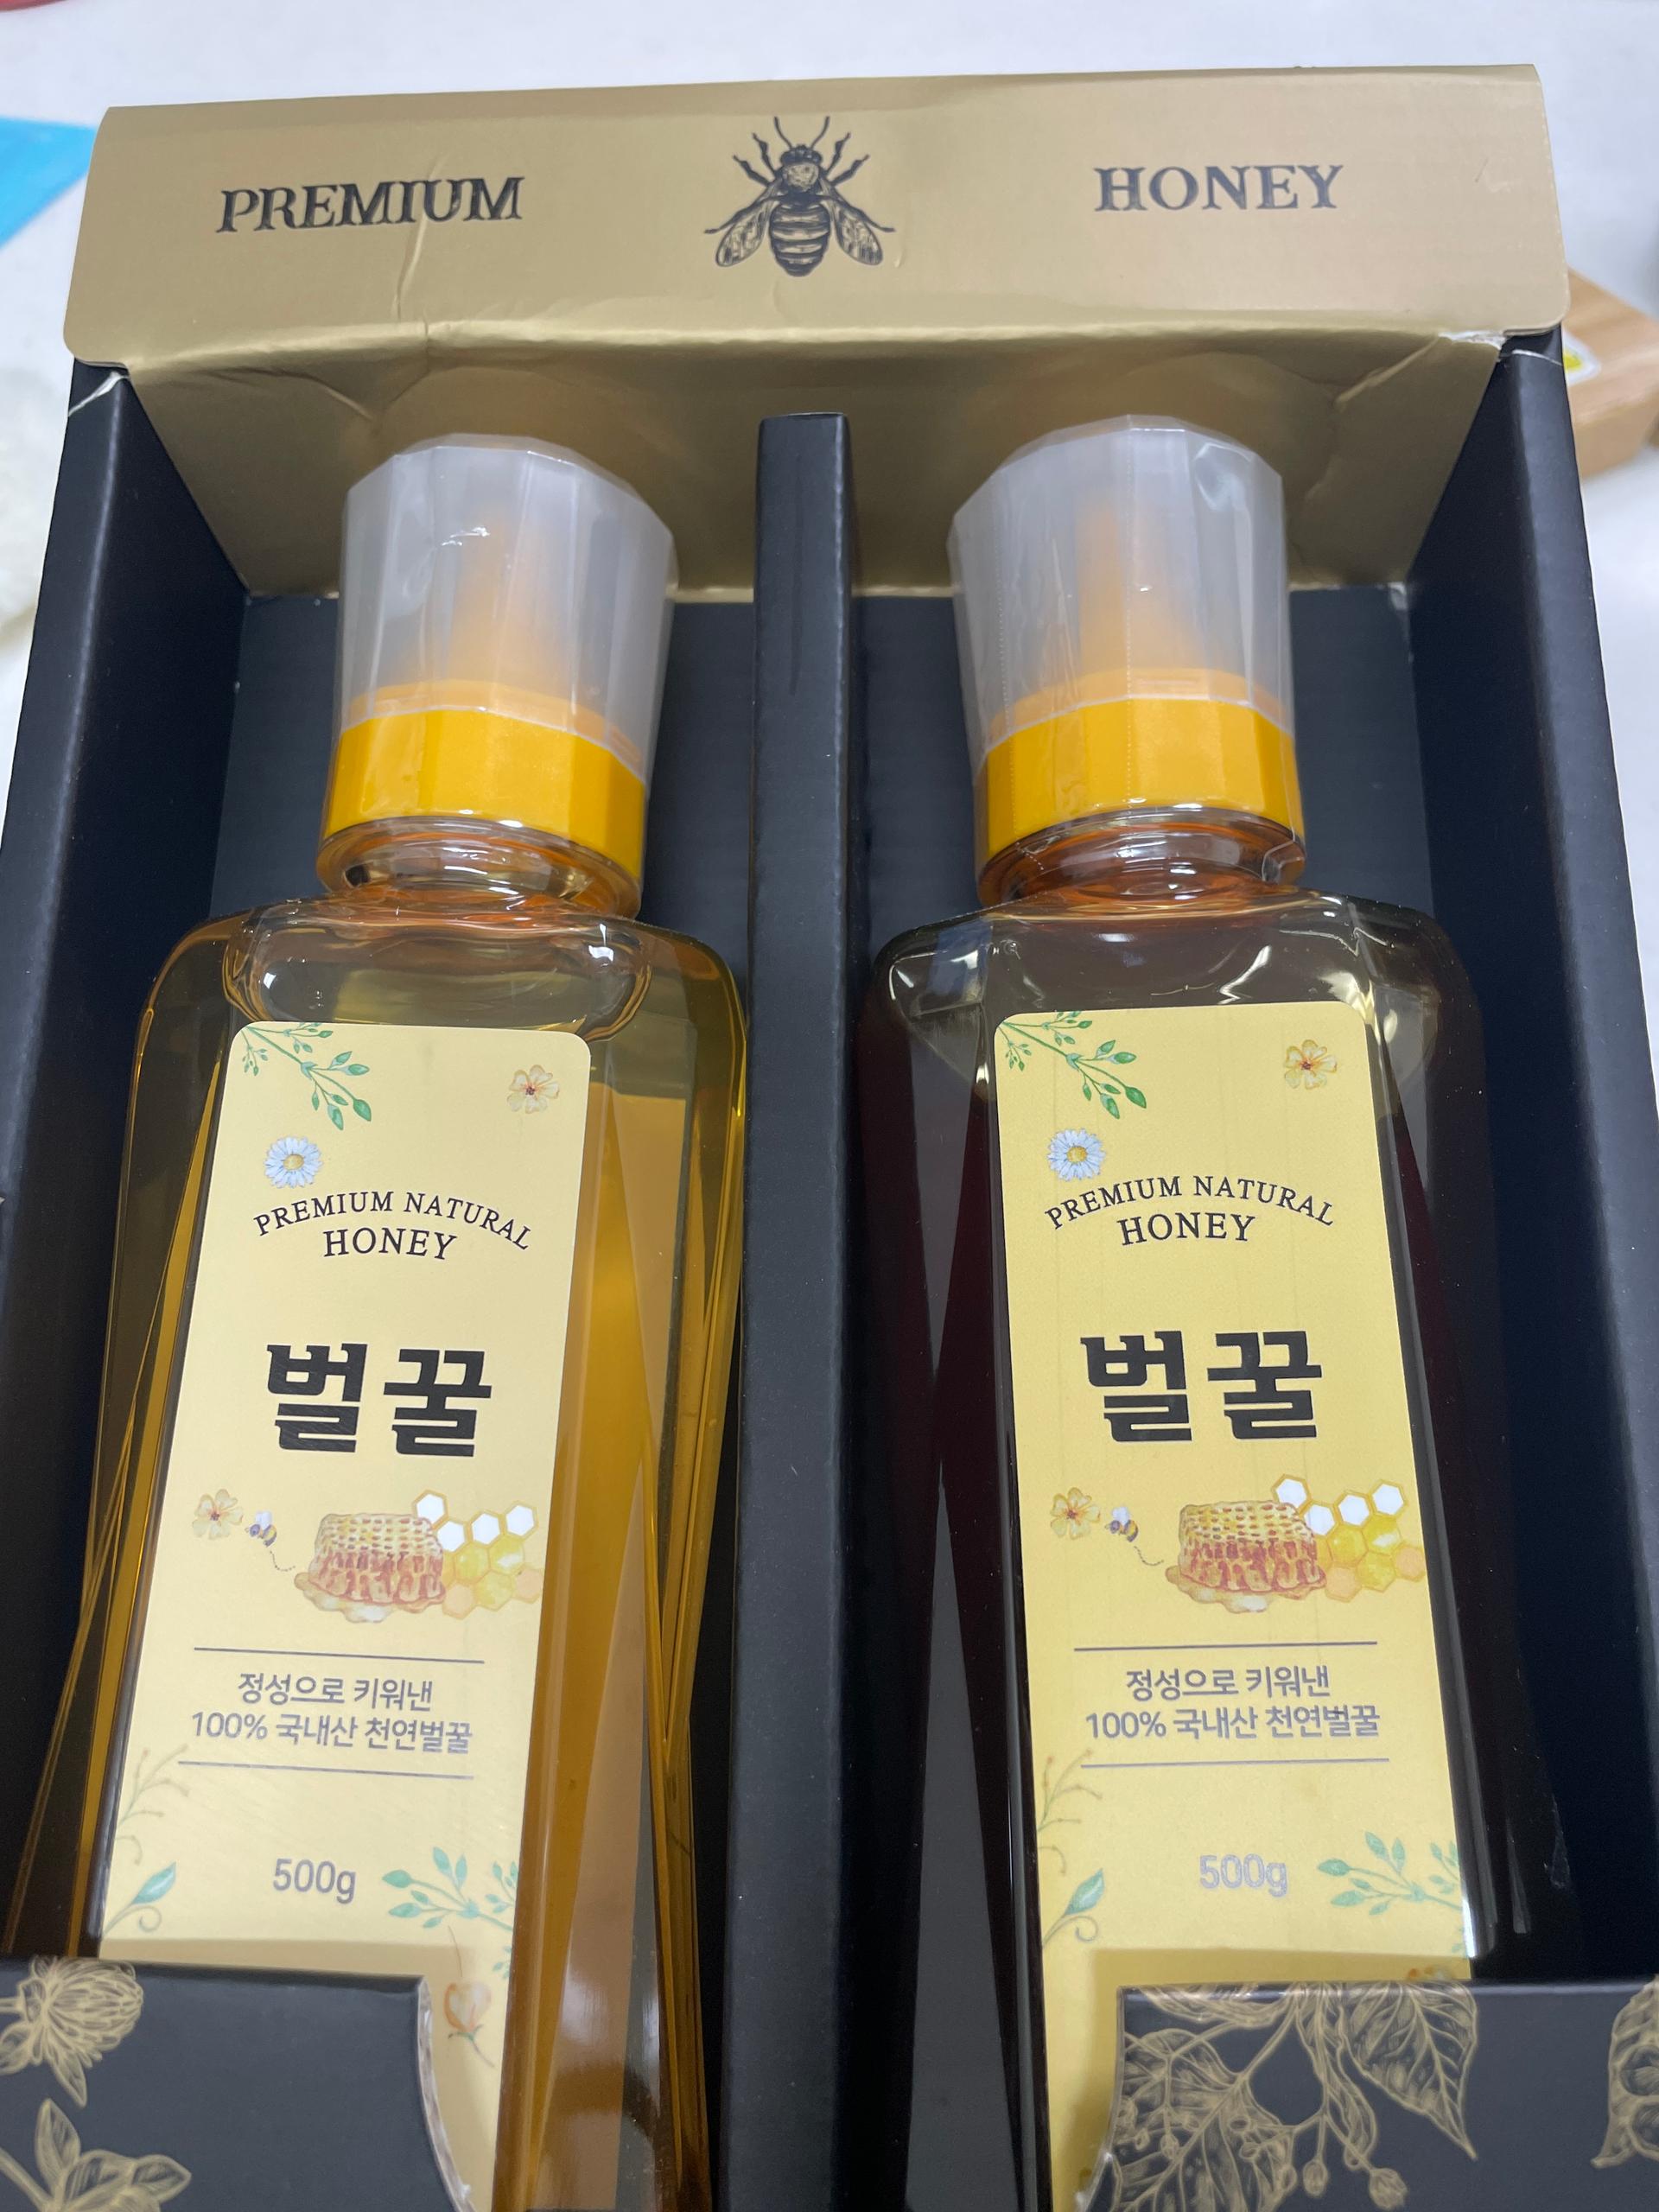 PREMIUM HONEY
PREMIUM NATURAL
HONEY
벌꿀
정성으로 키워낸
100% 국내산 천연벌꿀
500g
PREMIUM NATURAL
HONEY
벌꿀
정성으로 키워낸
100% 국내산 천연벌꿀
500g